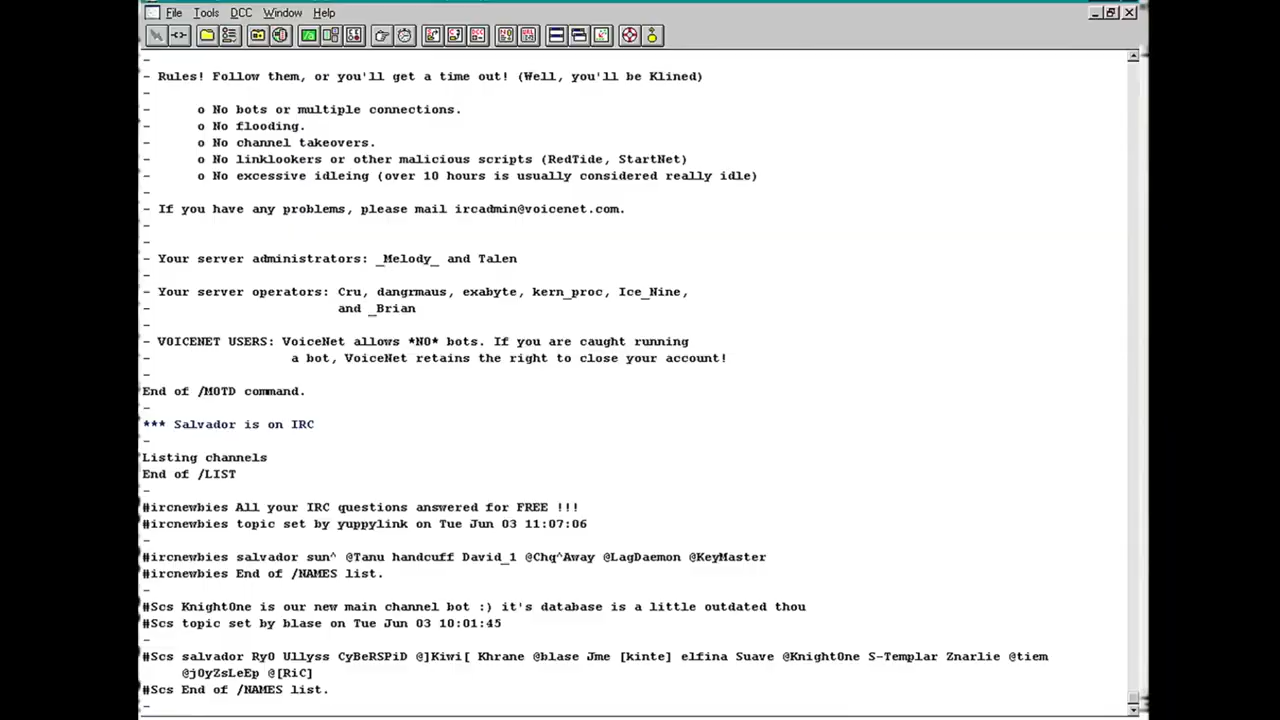 File Tools DCC Window Help
-
- Rules! Follow them, or you'll get a time out! (Well, you'll be Klined)
-
- o No bots or multiple connections.
- o No flooding.
- o No channel takeovers.
- o No linklookers or other malicious scripts (RedTide, StartNet)
- o No excessive idleing (over 10 hours is usually considered really idle)
-
- If you have any problems, please mail ircadmin@voicenet.com.
-
-
- Your server administrators: _Melody_ and Talen
-
- Your server operators: Cru, dangrmaus, exabyte, kern_proc, Ice_Nine,
- and _Brian
-
- VOICENET USERS: VoiceNet allows *NO* bots. If you are caught running
- a bot, VoiceNet retains the right to close your account!
-
End of /MOTD command.
-
*** Salvador is on IRC
-
Listing channels
End of /LIST
-
#ircnewbies All your IRC questions answered for FREE !!!
#ircnewbies topic set by yuppylink on Tue Jun 03 11:07:06
-
#ircnewbies salvador sun^ @Tanu handcuff David_1 @Chq^Away @LagDaemon @KeyMaster
#ircnewbies End of /NAMES list.
-
#Scs KnightOne is our new main channel bot :) it's database is a little outdated thou
#Scs topic set by blase on Tue Jun 03 10:01:45
-
#Scs salvador RyO Ullyss CyBeRSPiD @]Kiwi[ Khrane @blase Jme [kinte] elfina Suave @KnightOne S-Templar Znarlie @tiem
@jOyZsLeEp @[RiC]
#Scs End of /NAMES list.
-